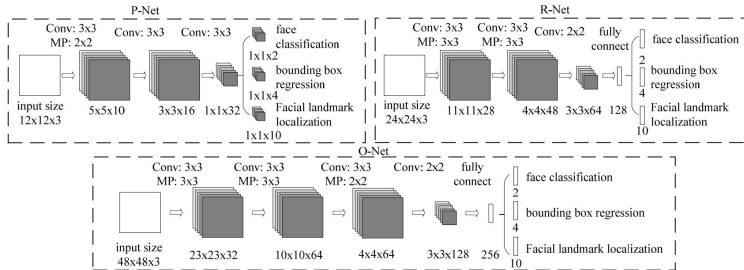 P-Net
Conv: 3x3 Conv: 3x3 Conv: 3x3
MP: 2x2
face
classification
1x1x2
bounding box
regression
1x1x4
Facial landmark
localization
1x1x10
input size
12x12x3
5x5x10
3x3x16
1x1x32
R-Net
Conv: 3x3 Conv: 3x3 Conv: 2x2 fully
MP: 3x3 MP: 3x3 connect
face classification
2
bounding box
regression
4
Facial landmark
localization
10
input size
24x24x3
11x11x28
4x4x48
3x3x64
128
O-Net
Conv: 3x3 Conv: 3x3 Conv: 3x3 Conv: 2x2 fully
MP: 3x3 MP: 3x3 MP: 2x2 connect
face classification
2
bounding box regression
4
Facial landmark localization
10
input size
48x48x3
23x23x32
10x10x64
4x4x64
3x3x128
256